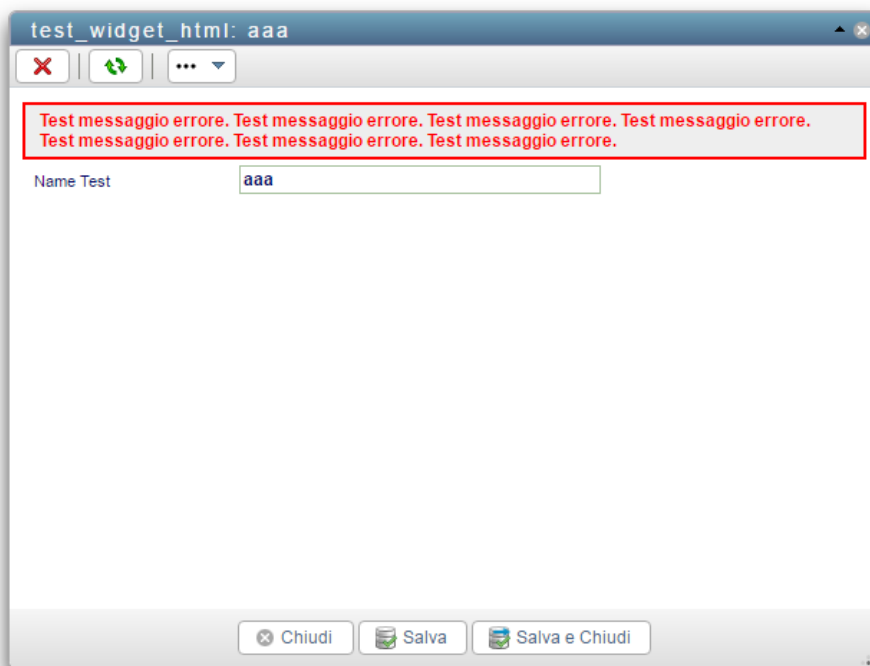 test_widget_html: aaa
Test messaggio errore. Test messaggio errore. Test messaggio errore. Test messaggio errore.
Test messaggio errore. Test messaggio errore. Test messaggio errore.
Name Test aaa
Chiudi Salva Salva e Chiudi